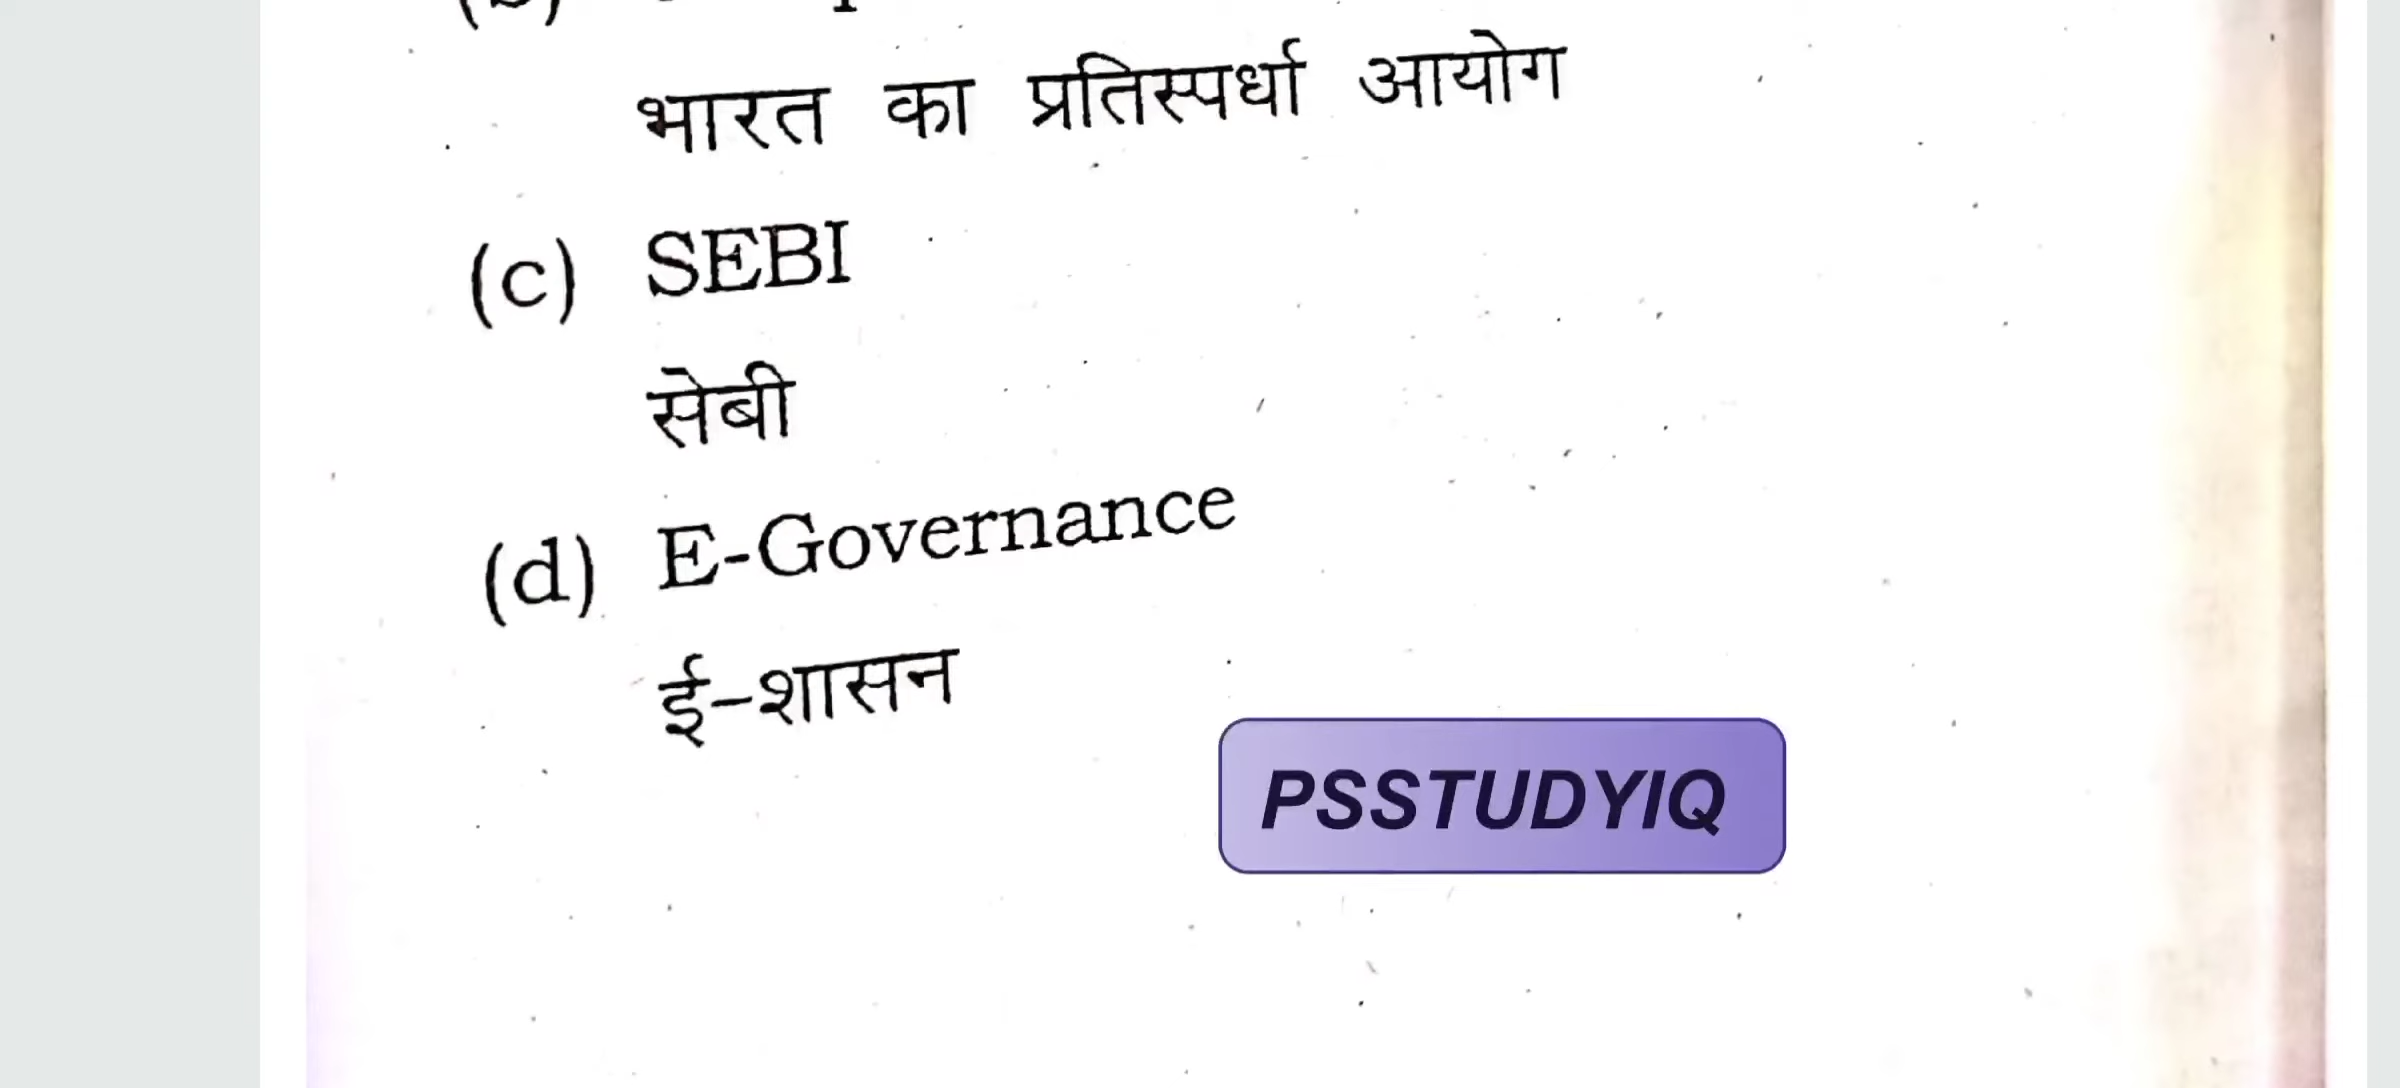 भारत का प्रतिस्पर्धा आयोग
(c) SEBI
सेबी
(d) E-Governance
ई-शासन
PSSTUDYIQ